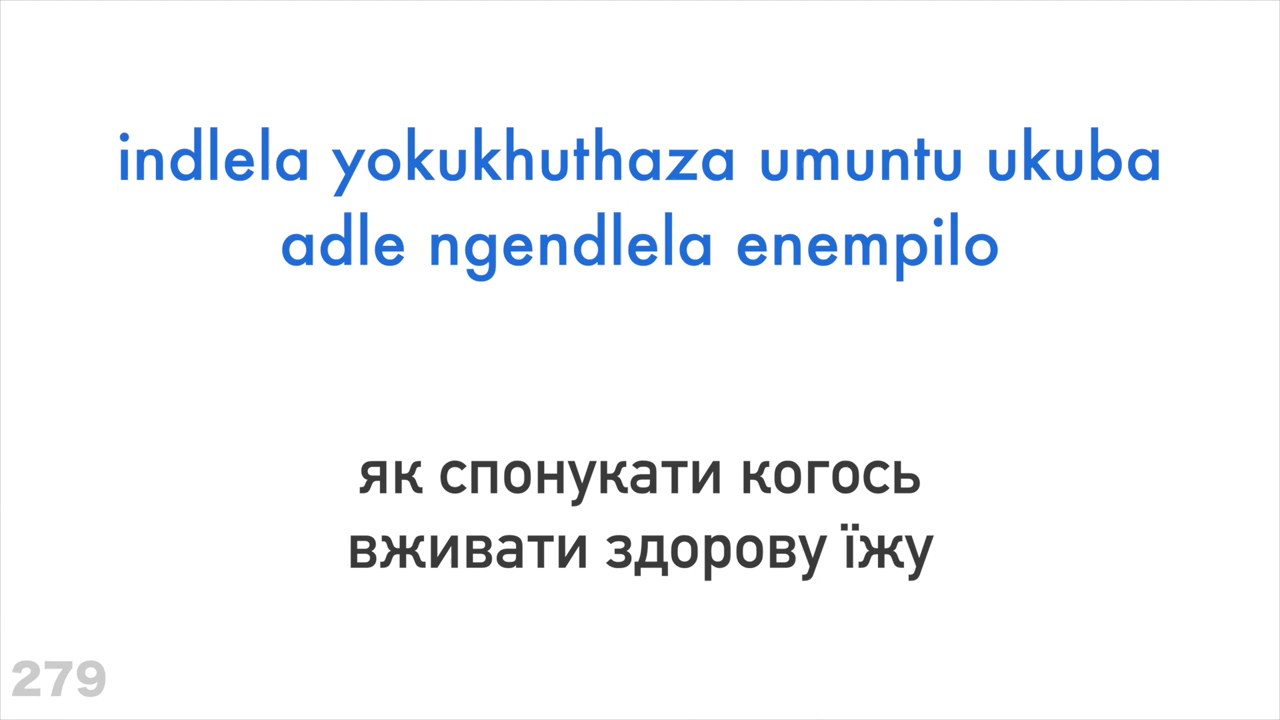 indlela yokukhuthaza umuntu ukuba
adle ngendlela enempilo
як спонукати когось
вживати здорову їжу
279